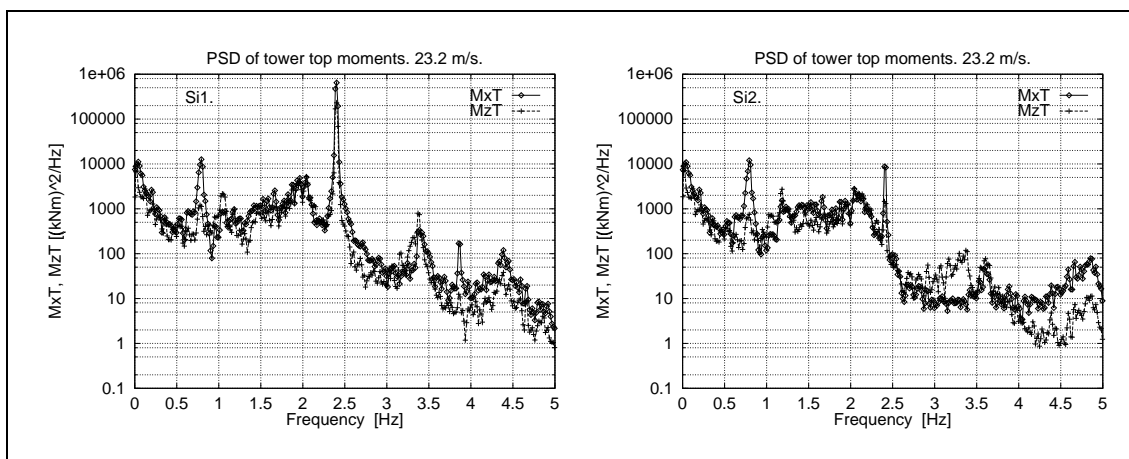 PSD of tower top moments. 23.2 m/s.
1e+06
100000
10000
1000
100
10
1
0.1
MxT, MzT [(kNm)^2/Hz]
Si1.
MxT
MzT
0 0.5 1 1.5 2 2.5 3 3.5 4 4.5 5
Frequency [Hz]
PSD of tower top moments. 23.2 m/s.
1e+06
100000
10000
1000
100
10
1
0.1
MxT, MzT [(kNm)^2/Hz]
Si2.
MxT
MzT
0 0.5 1 1.5 2 2.5 3 3.5 4 4.5 5
Frequency [Hz]